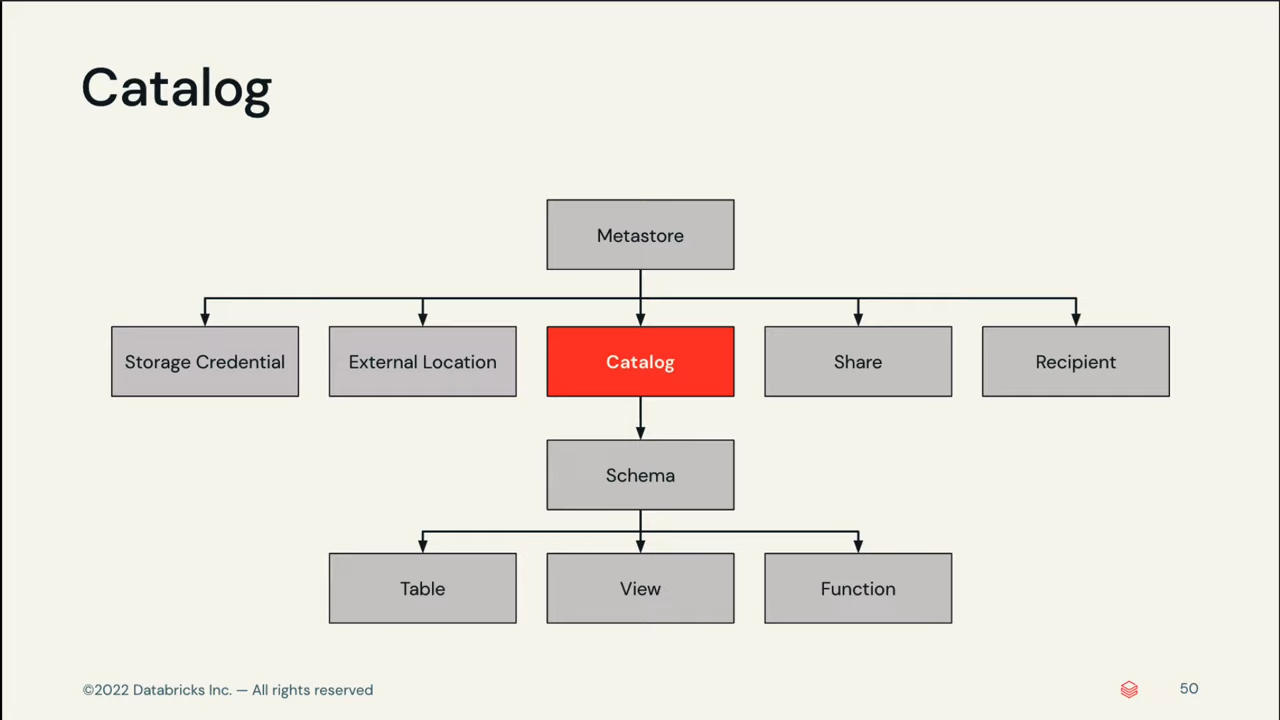 Catalog
Metastore
Storage Credential
External Location
Catalog
Share
Recipient
Schema
Table
View
Function
©2022 Databricks Inc. — All rights reserved
50